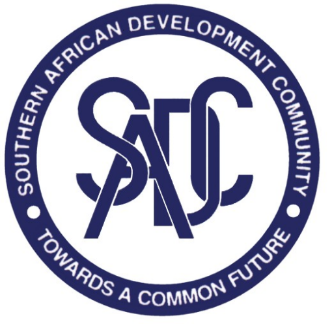 SOUTHERN AFRICAN DEVELOPMENT COMMUNITY
SADC
TOWARDS A COMMON FUTURE